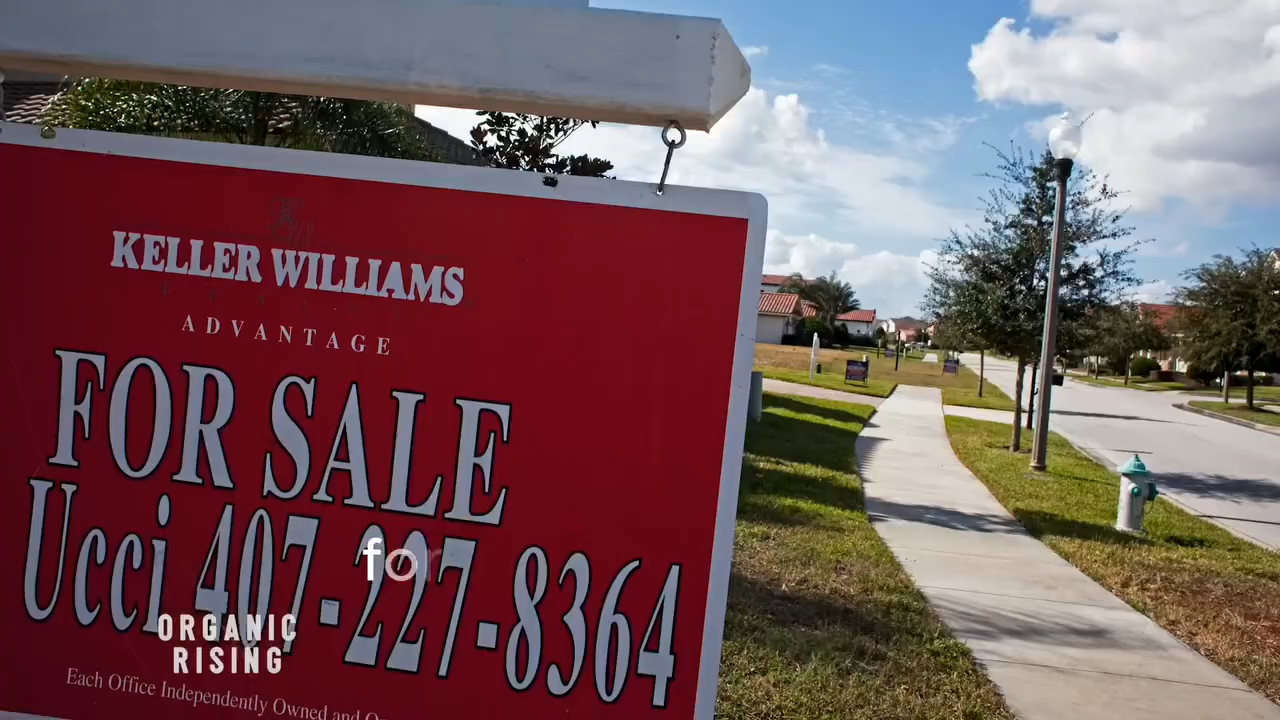 KELLER WILLIAMS
ADVANTAGE
FOR SALE
Ucci 407-227-8364
for
ORGANIC
RISING
Each Office Independently Owned and